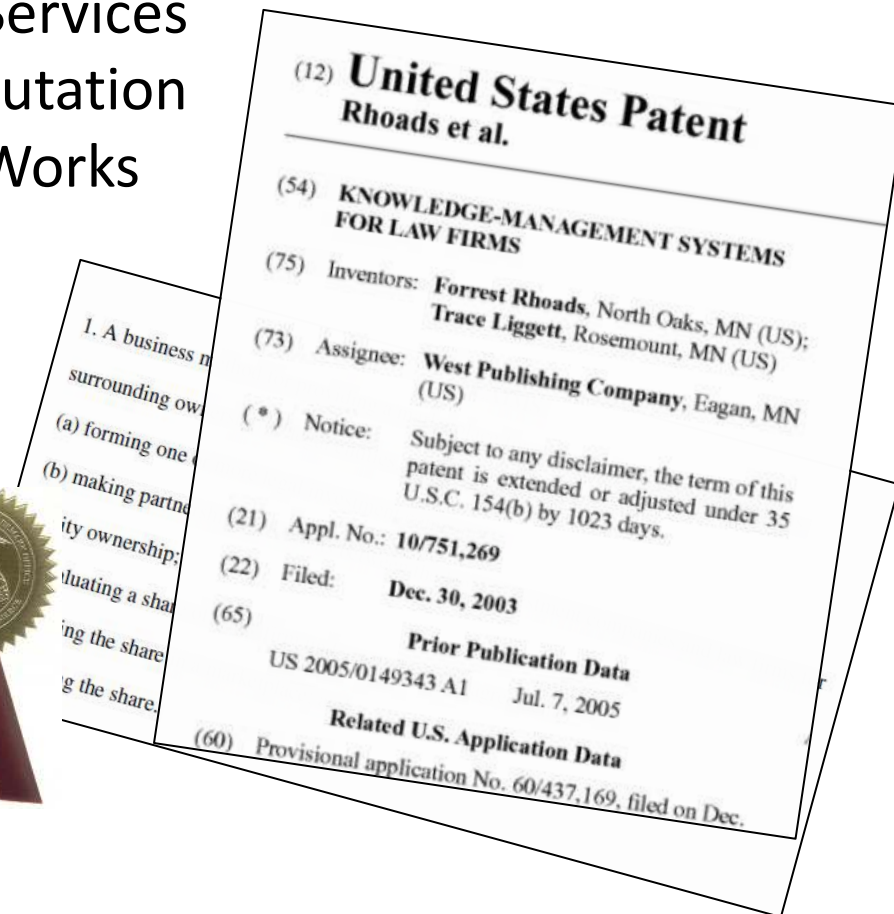 Services
utation
Works
(12) United States Patent
Rhoads et al.
(54) KNOWLEDGE-MANAGEMENT SYSTEMS
FOR LAW FIRMS
(75) Inventors: Forrest Rhoads, North Oaks, MN (US);
Trace Liggett, Rosemount, MN (US)
(73) Assignee: West Publishing Company, Eagan, MN
(US)
( * ) Notice: Subject to any disclaimer, the term of this
patent is extended or adjusted under 35
U.S.C. 154(b) by 1023 days.
(21) Appl. No.: 10/751,269
(22) Filed: Dec. 30, 2003
(65) Prior Publication Data
US 2005/0149343 A1 Jul. 7, 2005
Related U.S. Application Data
(60) Provisional application No. 60/437,169, filed on Dec.
1. A business
surrounding
(a) forming one
(b) making
ity ownership;
luating a
ing the share
g the share.